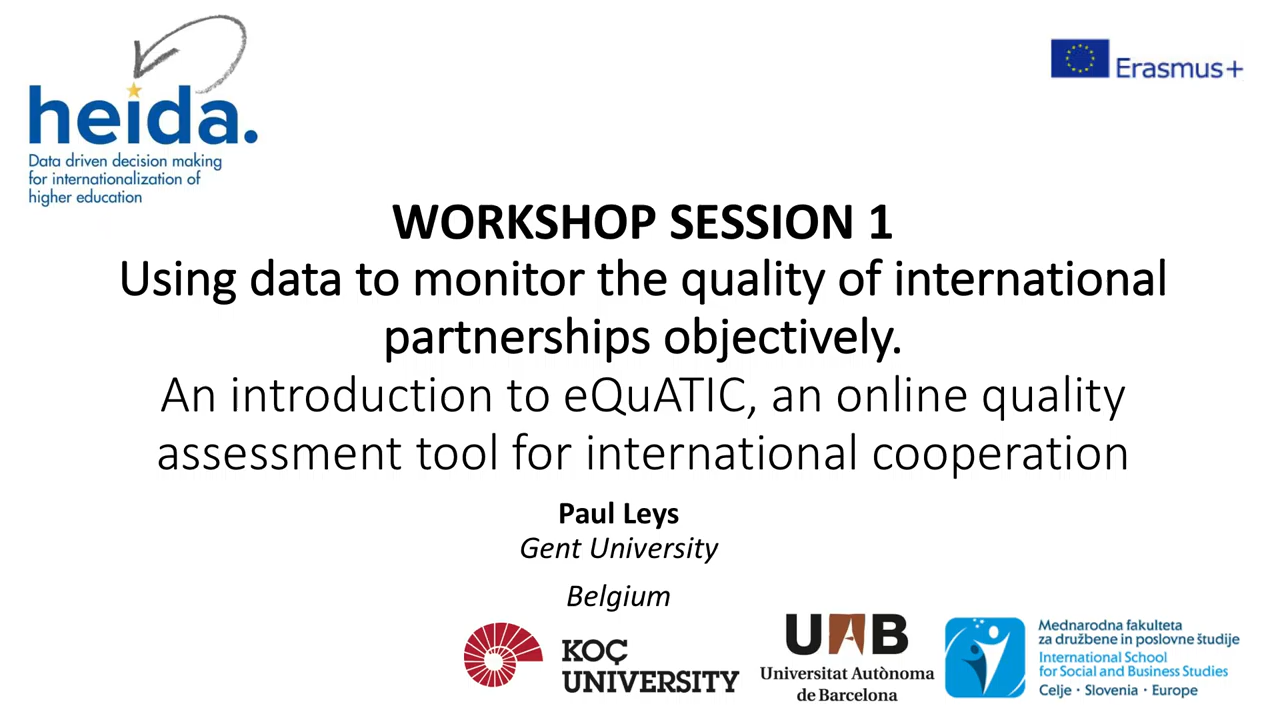 heida.
Data driven decision making
for internationalization of
higher education
Erasmus+
WORKSHOP SESSION 1
Using data to monitor the quality of international
partnerships objectively.
An introduction to eQuATIC, an online quality
assessment tool for international cooperation
Paul Leys
Gent University
Belgium
KOÇ
UNIVERSITY
UAB
Universitat Autònoma
de Barcelona
Mednarodna fakulteta
za družbene in poslovne študije
International School
for Social and Business Studies
Celje · Slovenia · Europe